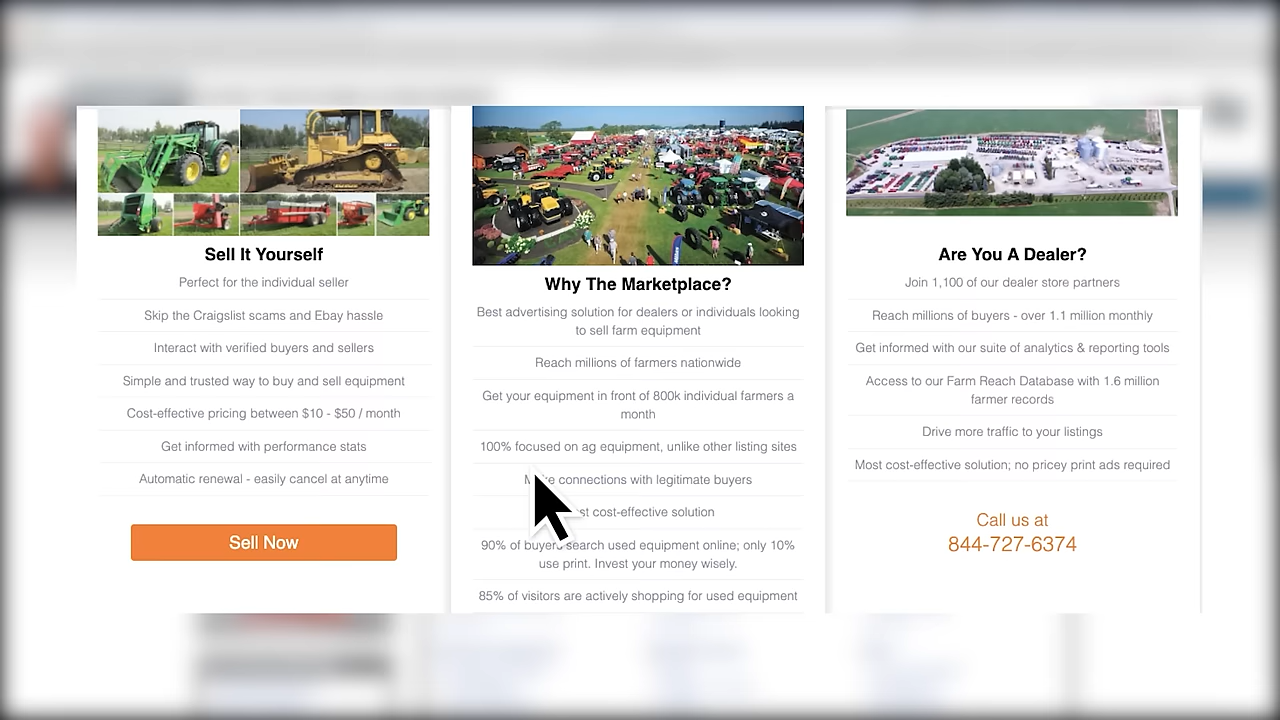 Sell It Yourself
Perfect for the individual seller
Skip the Craigslist scams and Ebay hassle
Interact with verified buyers and sellers
Simple and trusted way to buy and sell equipment
Cost-effective pricing between $10 - $50 / month
Get informed with performance stats
Automatic renewal - easily cancel at anytime
Sell Now
Why The Marketplace?
Best advertising solution for dealers or individuals looking
to sell farm equipment
Reach millions of farmers nationwide
Get your equipment in front of 800k individual farmers a
month
100% focused on ag equipment, unlike other listing sites
connections with legitimate buyers
cost-effective solution
90% of buyers search used equipment online; only 10%
use print. Invest your money wisely.
85% of visitors are actively shopping for used equipment
Are You A Dealer?
Join 1,100 of our dealer store partners
Reach millions of buyers - over 1.1 million monthly
Get informed with our suite of analytics & reporting tools
Access to our Farm Reach Database with 1.6 million
farmer records
Drive more traffic to your listings
Most cost-effective solution; no pricey print ads required
Call us at
844-727-6374